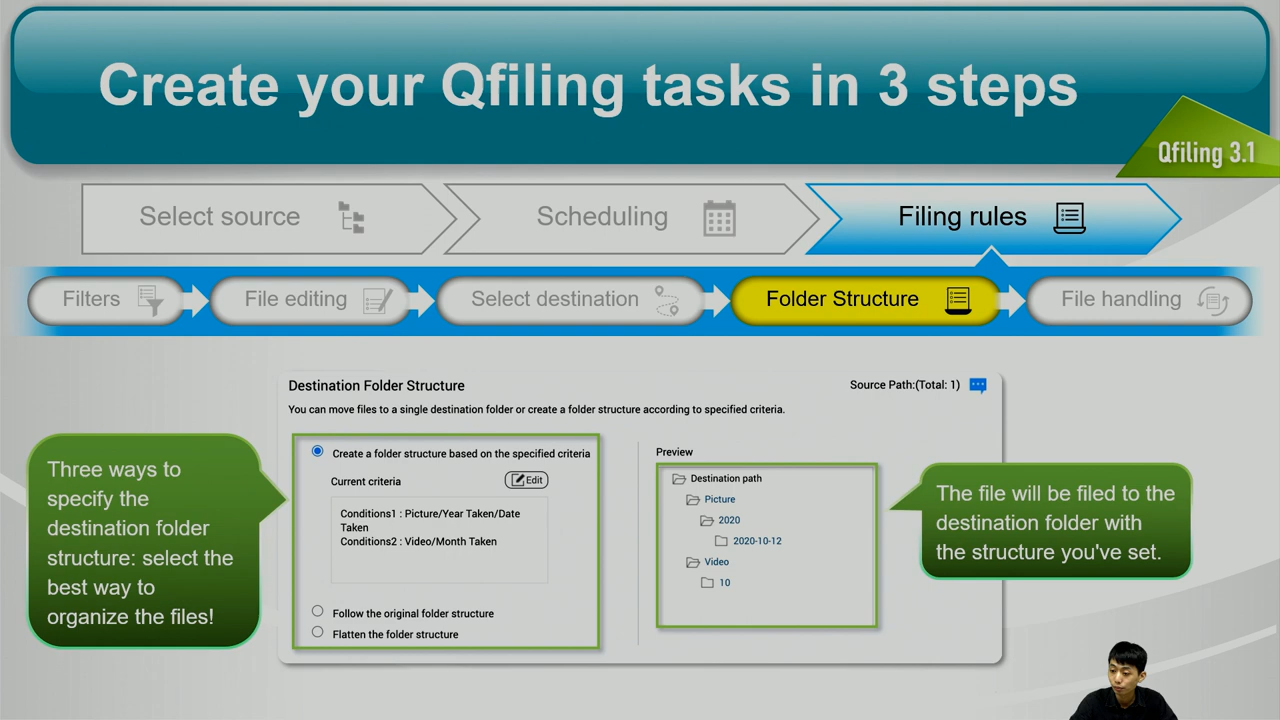 Create your Qfiling tasks in 3 steps
Qfiling 3.1
Select source
Scheduling
Filing rules
Filters
File editing
Select destination
Folder Structure
File handling
Destination Folder Structure
Source Path:(Total: 1)
You can move files to a single destination folder or create a folder structure according to specified criteria.
Three ways to
specify the
destination folder
structure: select the
best way to
organize the files!
Create a folder structure based on the specified criteria
Current criteria
Edit
Conditions1 : Picture/Year Taken/Date
Taken
Conditions2 : Video/Month Taken
Follow the original folder structure
Flatten the folder structure
Preview
Destination path
Picture
2020
2020-10-12
Video
10
The file will be filed to the
destination folder with
the structure you've set.